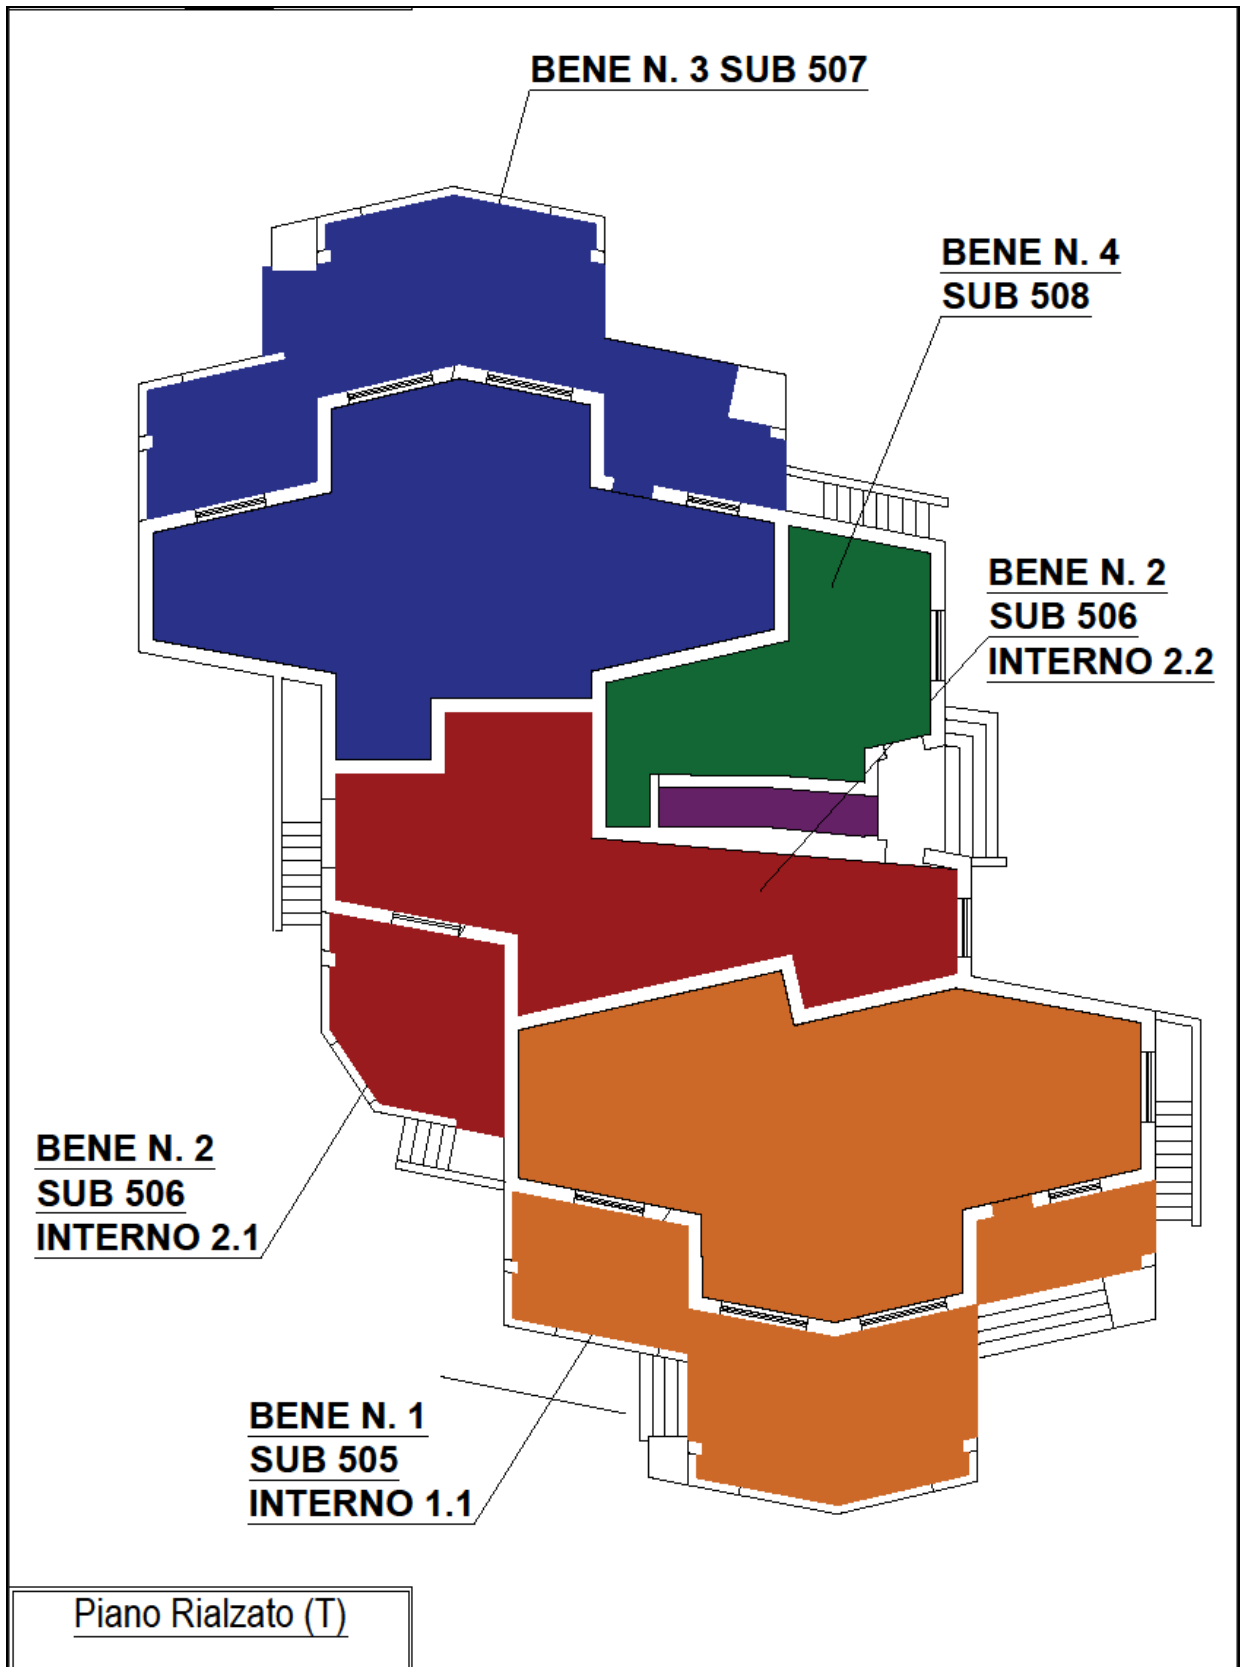 BENE N. 3 SUB 507
BENE N. 4
SUB 508
BENE N. 2
SUB 506
INTERNO 2.2
BENE N. 2
SUB 506
INTERNO 2.1
BENE N. 1
SUB 505
INTERNO 1.1
Piano Rialzato (T)